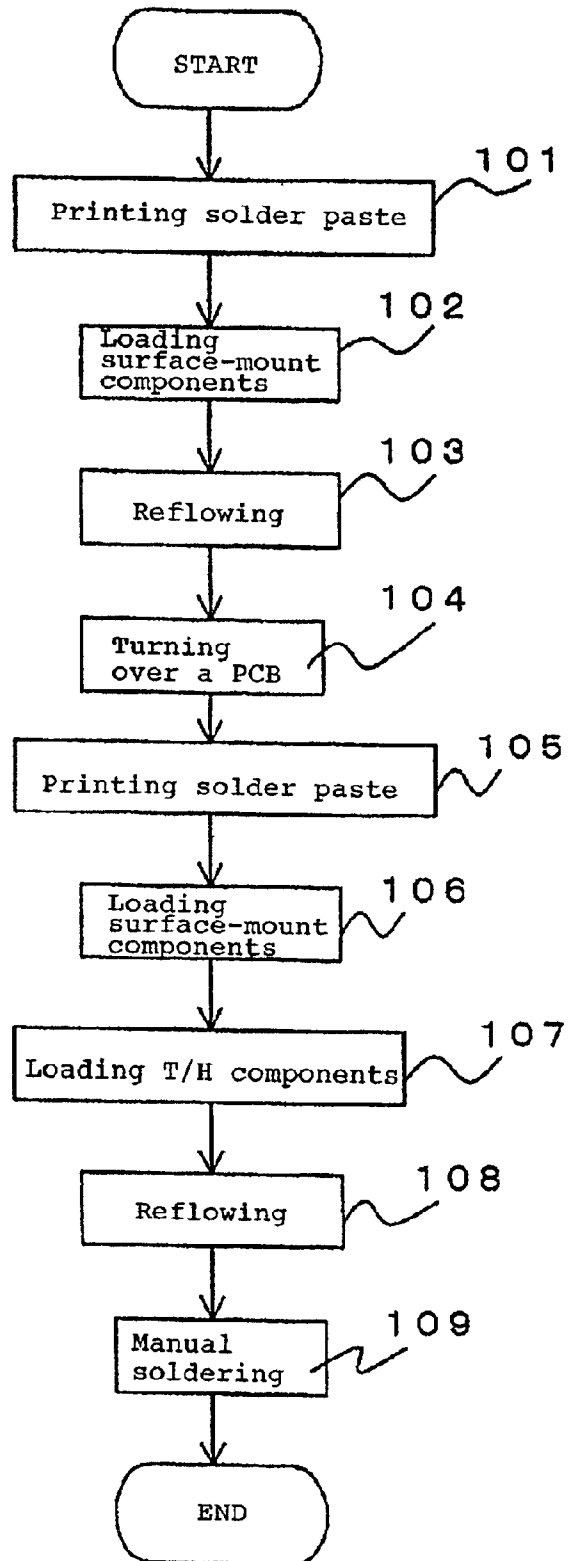 START
101
Printing solder paste
102
Loading
surface-mount
components
103
Reflowing
104
Turning
over a PCB
105
Printing solder paste
106
Loading
surface-mount
components
107
Loading T/H components
108
Reflowing
109
Manual
soldering
END